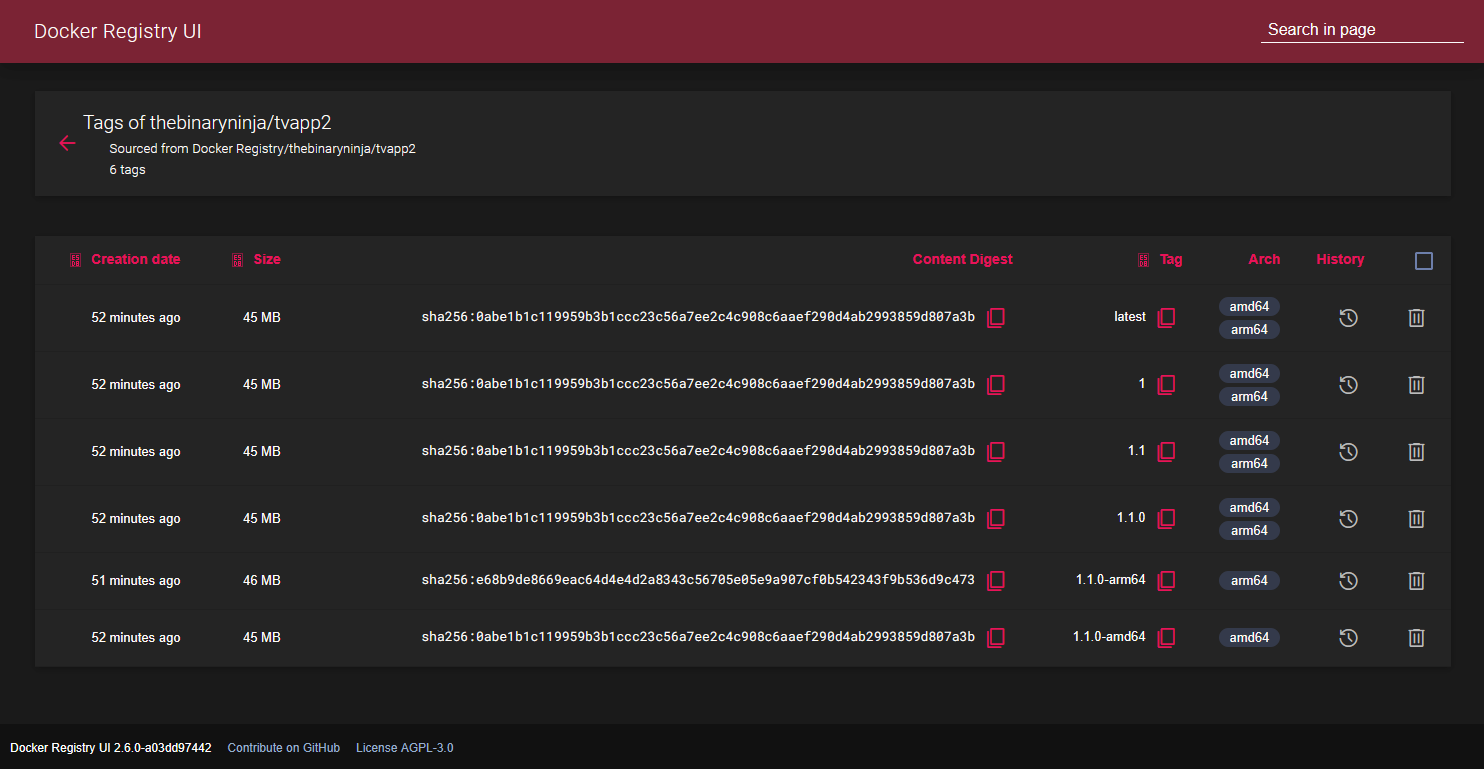 Docker Registry UI
Search in page
Tags of thebinaryninja/tvapp2
Sourced from Docker Registry/thebinaryninja/tvapp2
6 tags
Creation date Size Content Digest Tag Arch History
52 minutes ago 45 MB sha256:0abe1b1c119959b3b1ccc23c56a7ee2c4c908c6aaef290d4ab2993859d807a3b latest amd64
arm64
52 minutes ago 45 MB sha256:0abe1b1c119959b3b1ccc23c56a7ee2c4c908c6aaef290d4ab2993859d807a3b 1 amd64
arm64
52 minutes ago 45 MB sha256:0abe1b1c119959b3b1ccc23c56a7ee2c4c908c6aaef290d4ab2993859d807a3b 1.1 amd64
arm64
52 minutes ago 45 MB sha256:0abe1b1c119959b3b1ccc23c56a7ee2c4c908c6aaef290d4ab2993859d807a3b 1.1.0 amd64
arm64
51 minutes ago 46 MB sha256:e68b9de8669eac64d4e4d2a8343c56705e05e9a907cf0b542343f9b536d9c473 1.1.0-arm64 arm64
52 minutes ago 45 MB sha256:0abe1b1c119959b3b1ccc23c56a7ee2c4c908c6aaef290d4ab2993859d807a3b 1.1.0-amd64 amd64
Docker Registry UI 2.6.0-a03dd97442 Contribute on GitHub License AGPL-3.0